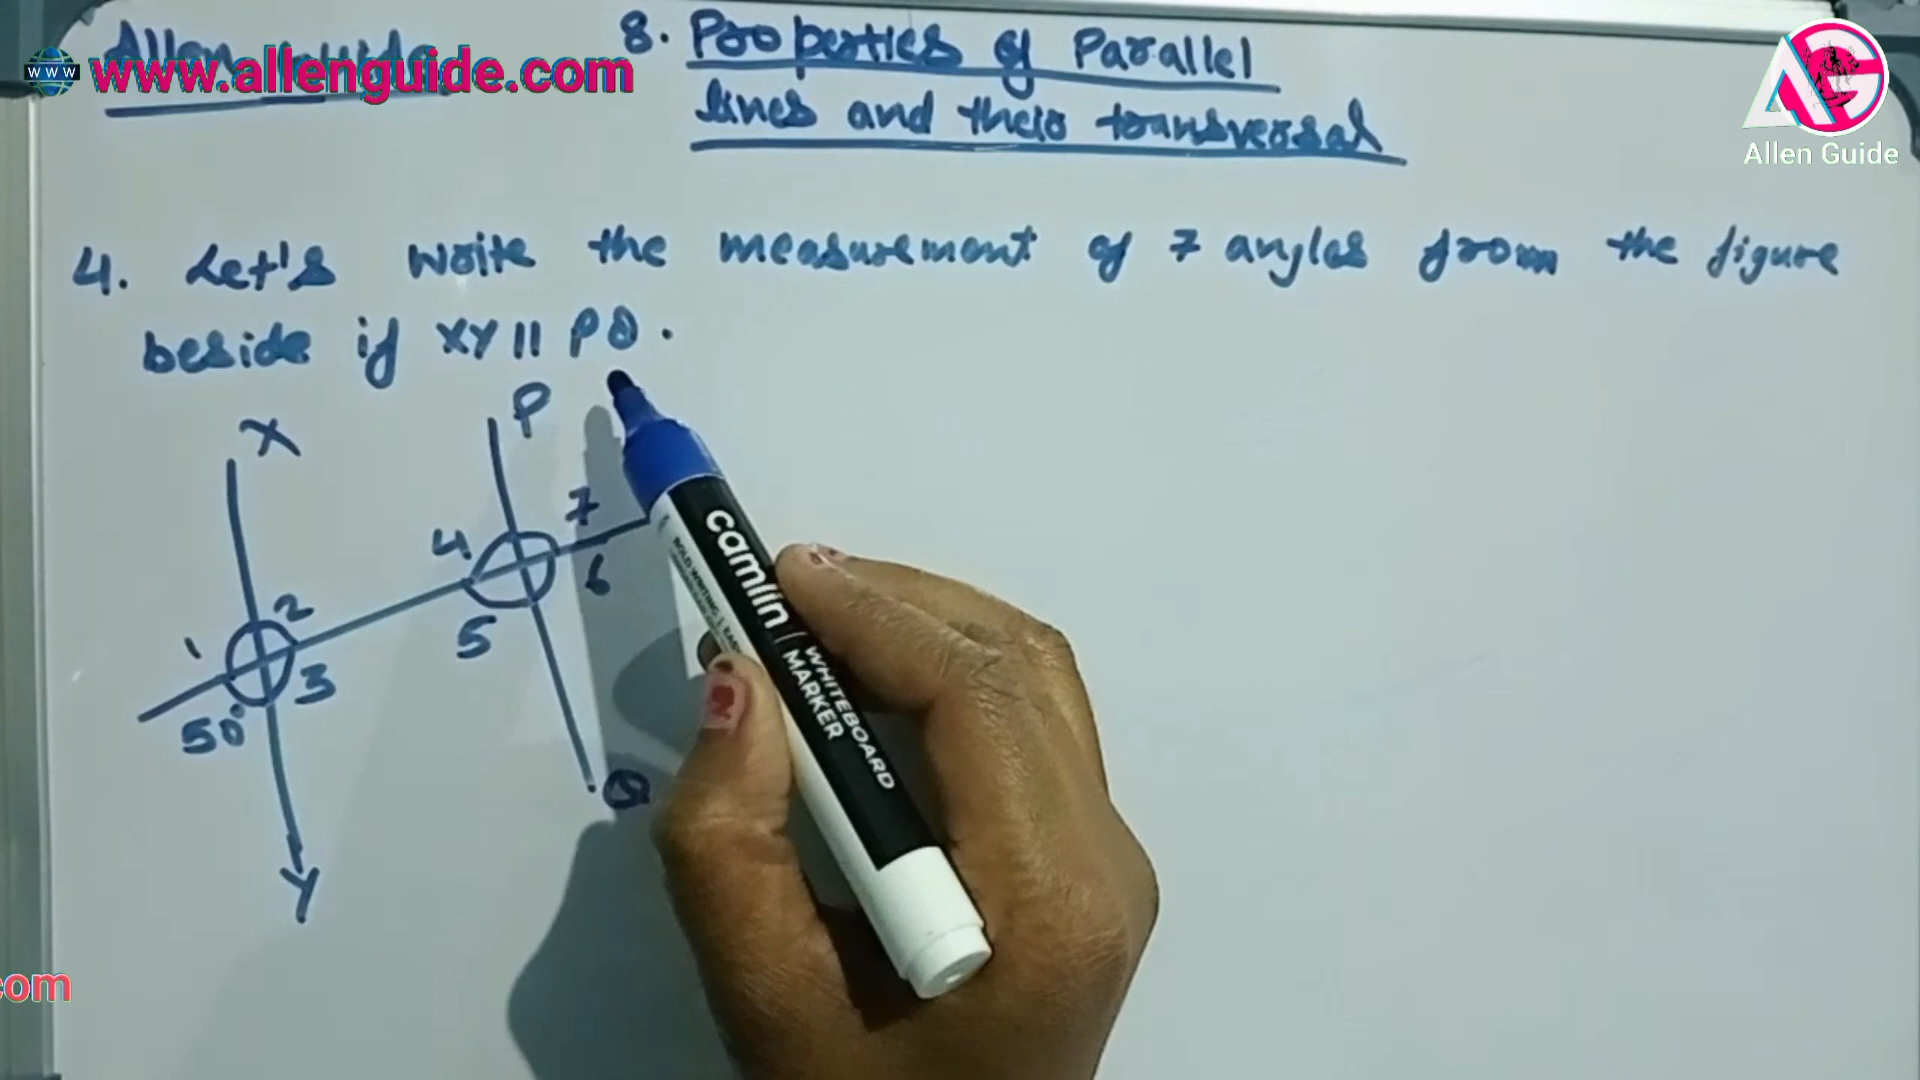 www.allenguide.com
8. Properties of Parallel
lines and their transversal
Allen Guide
4. Let's write the measurement of 7 angles from the figure
beside if XY || PQ.
X
P
4
7
6
1
2
5
3
50°
Q
Y
camlin
WHITEBOARD
MARKER
com